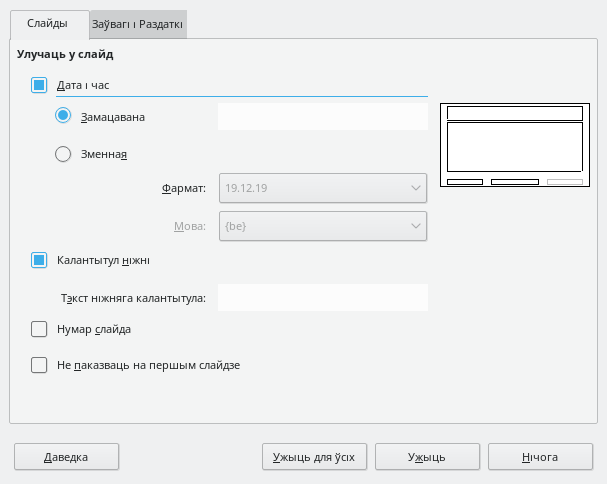 Слайды
Заўвагі і Раздаткі
Улучаць у слайд
Дата і час
Замацавана
Зменная
Фармат:
19.12.19
Мова:
{be}
Калантытул ніжні
Тэкст ніжняга калантытула:
Нумар слайда
Не паказваць на першым слайдзе
Даведка
Ужыць для ўсіх
Ужыць
Нічога